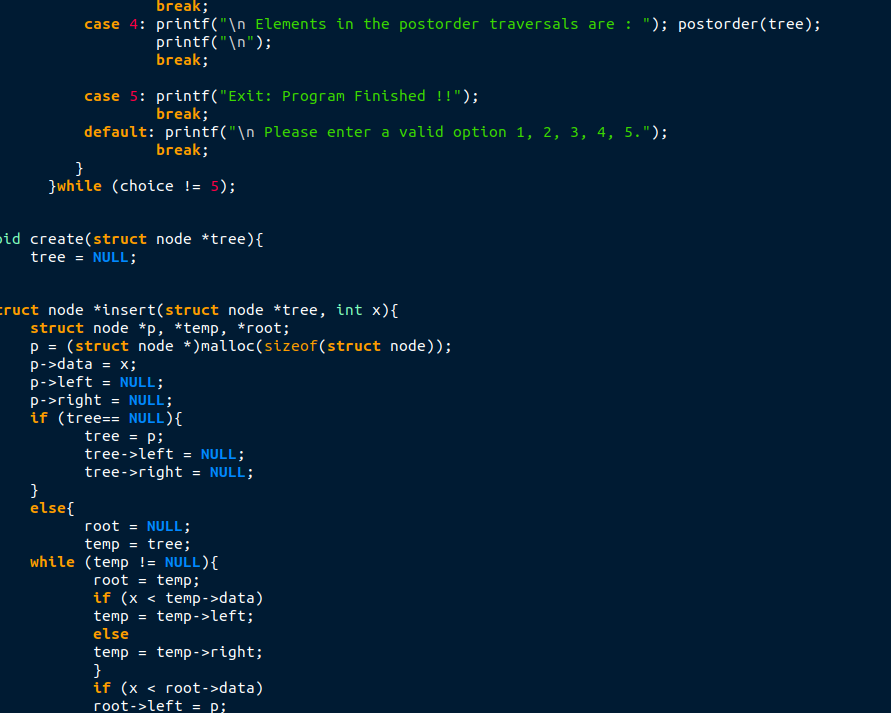 break;
case 4: printf("\n Elements in the postorder traversals are : "); postorder(tree);
printf("\n");
break;
case 5: printf("Exit: Program Finished !!");
break;
default: printf("\n Please enter a valid option 1, 2, 3, 4, 5.");
break;
}
}while (choice != 5);
oid create(struct node *tree){
tree = NULL;
truct node *insert(struct node *tree, int x){
struct node *p, *temp, *root;
p = (struct node *)malloc(sizeof(struct node));
p->data = x;
p->left = NULL;
p->right = NULL;
if (tree== NULL){
tree = p;
tree->left = NULL;
tree->right = NULL;
}
else{
root = NULL;
temp = tree;
while (temp != NULL){
root = temp;
if (x < temp->data)
temp = temp->left;
else
temp = temp->right;
}
if (x < root->data)
root->left = p;